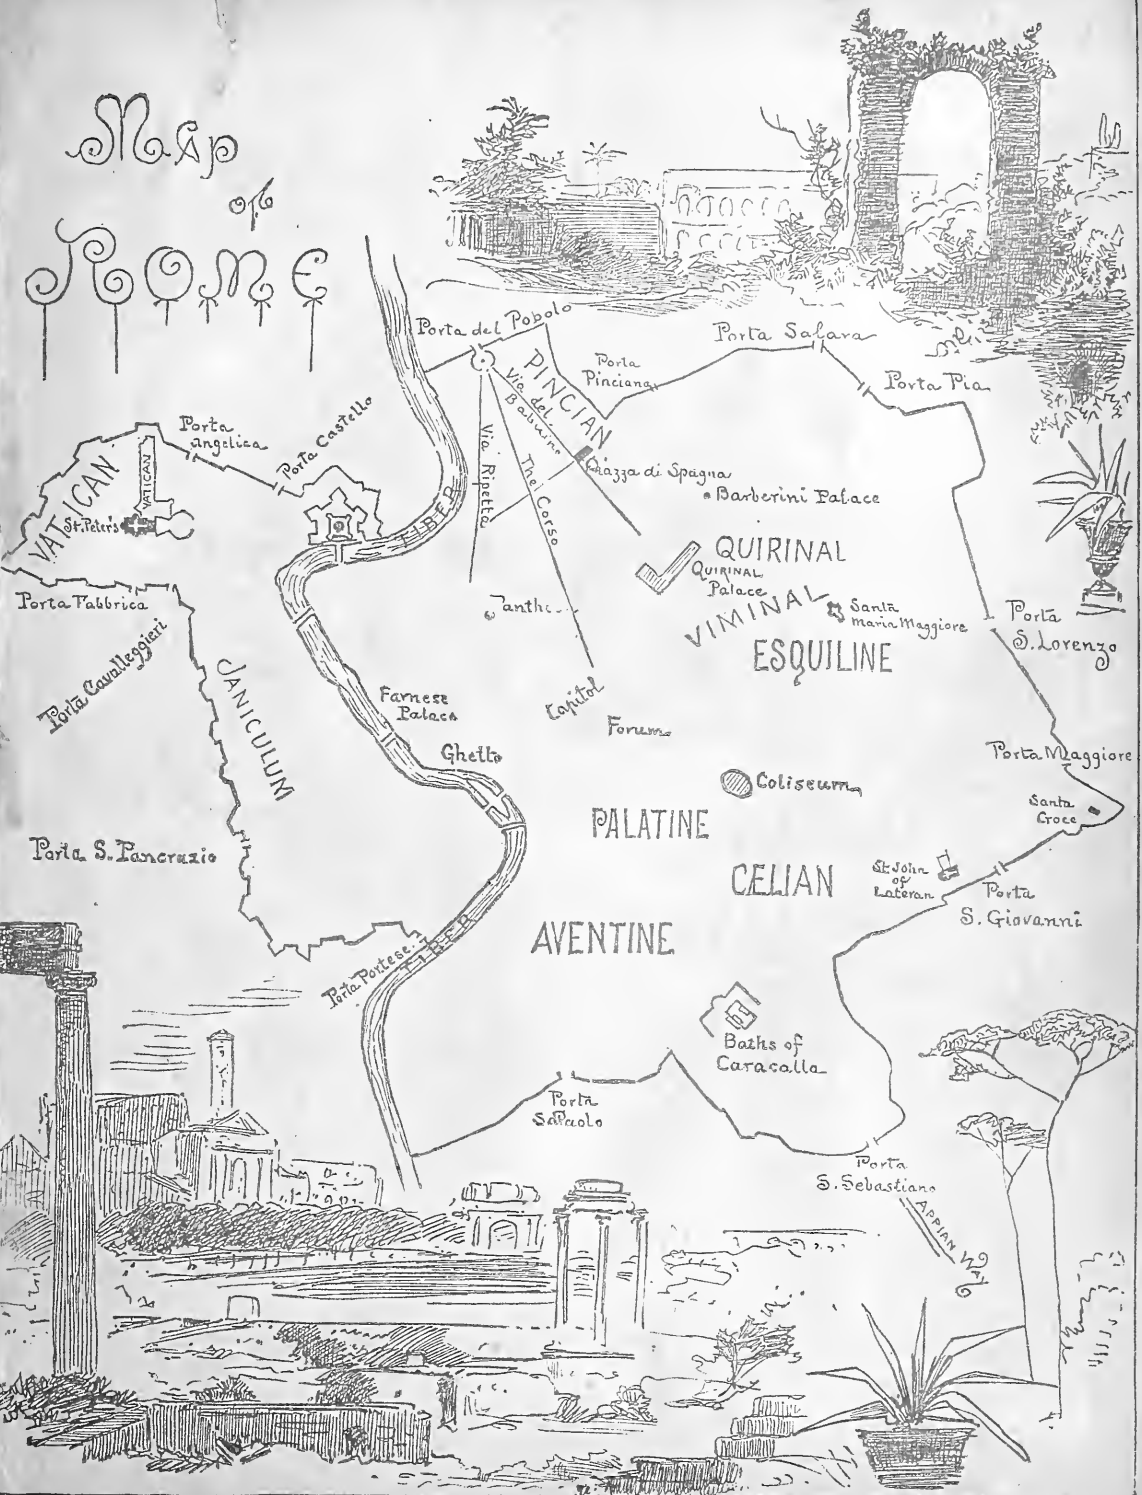 Map
of
ROME
Porta del Popolo
Porta Salara
Porta
Pinciana
Porta Pia
PINCIAN
Via del
Babuino
Via Ripetta
The Corso
Piazza di Spagna
Barberini Palace
Porta
Angelica
Porta Castello
VATICAN
VATICAN
St. Peter's
TIBER
Porta Fabbrica
Porta Cavalleggieri
JANICULUM
QUIRINAL
QUIRINAL
Palace
VIMINAL
Santa
Maria Maggiore
ESQUILINE
Porta
S. Lorenzo
Capitol
Forum
Farnese
Palace
Ghetto
Porta Maggiore
Coliseum
Santa
Croce
PALATINE
Porta S. Pancrazio
CELIAN
St John
of
Lateran
Porta
S. Giovanni
AVENTINE
Porta Portese
TIBER
Baths of
Caracalla
Porta
S. Paolo
Porta
S. Sebastiano
APPIAN WAY